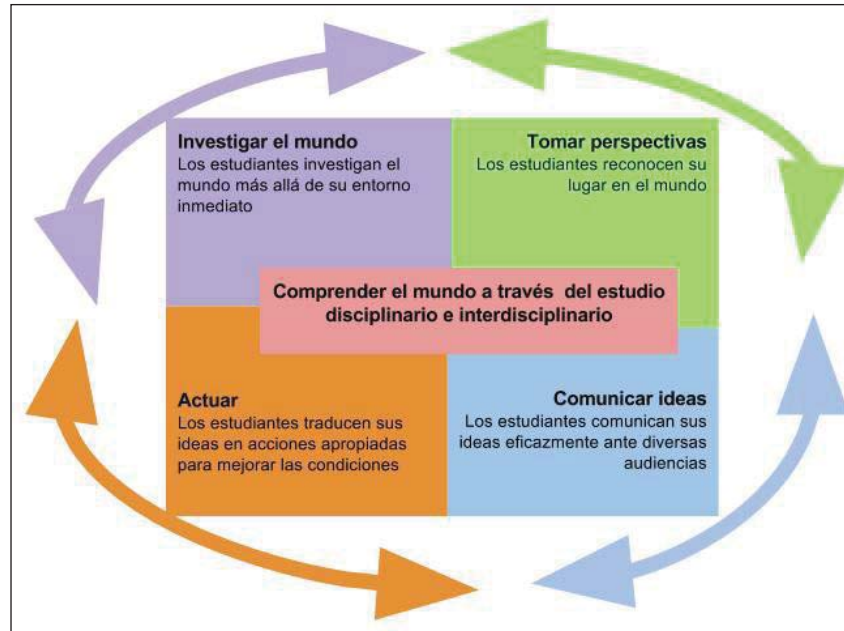 Investigar el mundo
Los estudiantes investigan el
mundo más allá de su entorno
inmediato
Tomar perspectivas
Los estudiantes reconocen su
lugar en el mundo
Comprender el mundo a través del estudio
disciplinario e interdisciplinario
Actuar
Los estudiantes traducen sus
ideas en acciones apropiadas
para mejorar las condiciones
Comunicar ideas
Los estudiantes comunican sus
ideas eficazmente ante diversas
audiencias